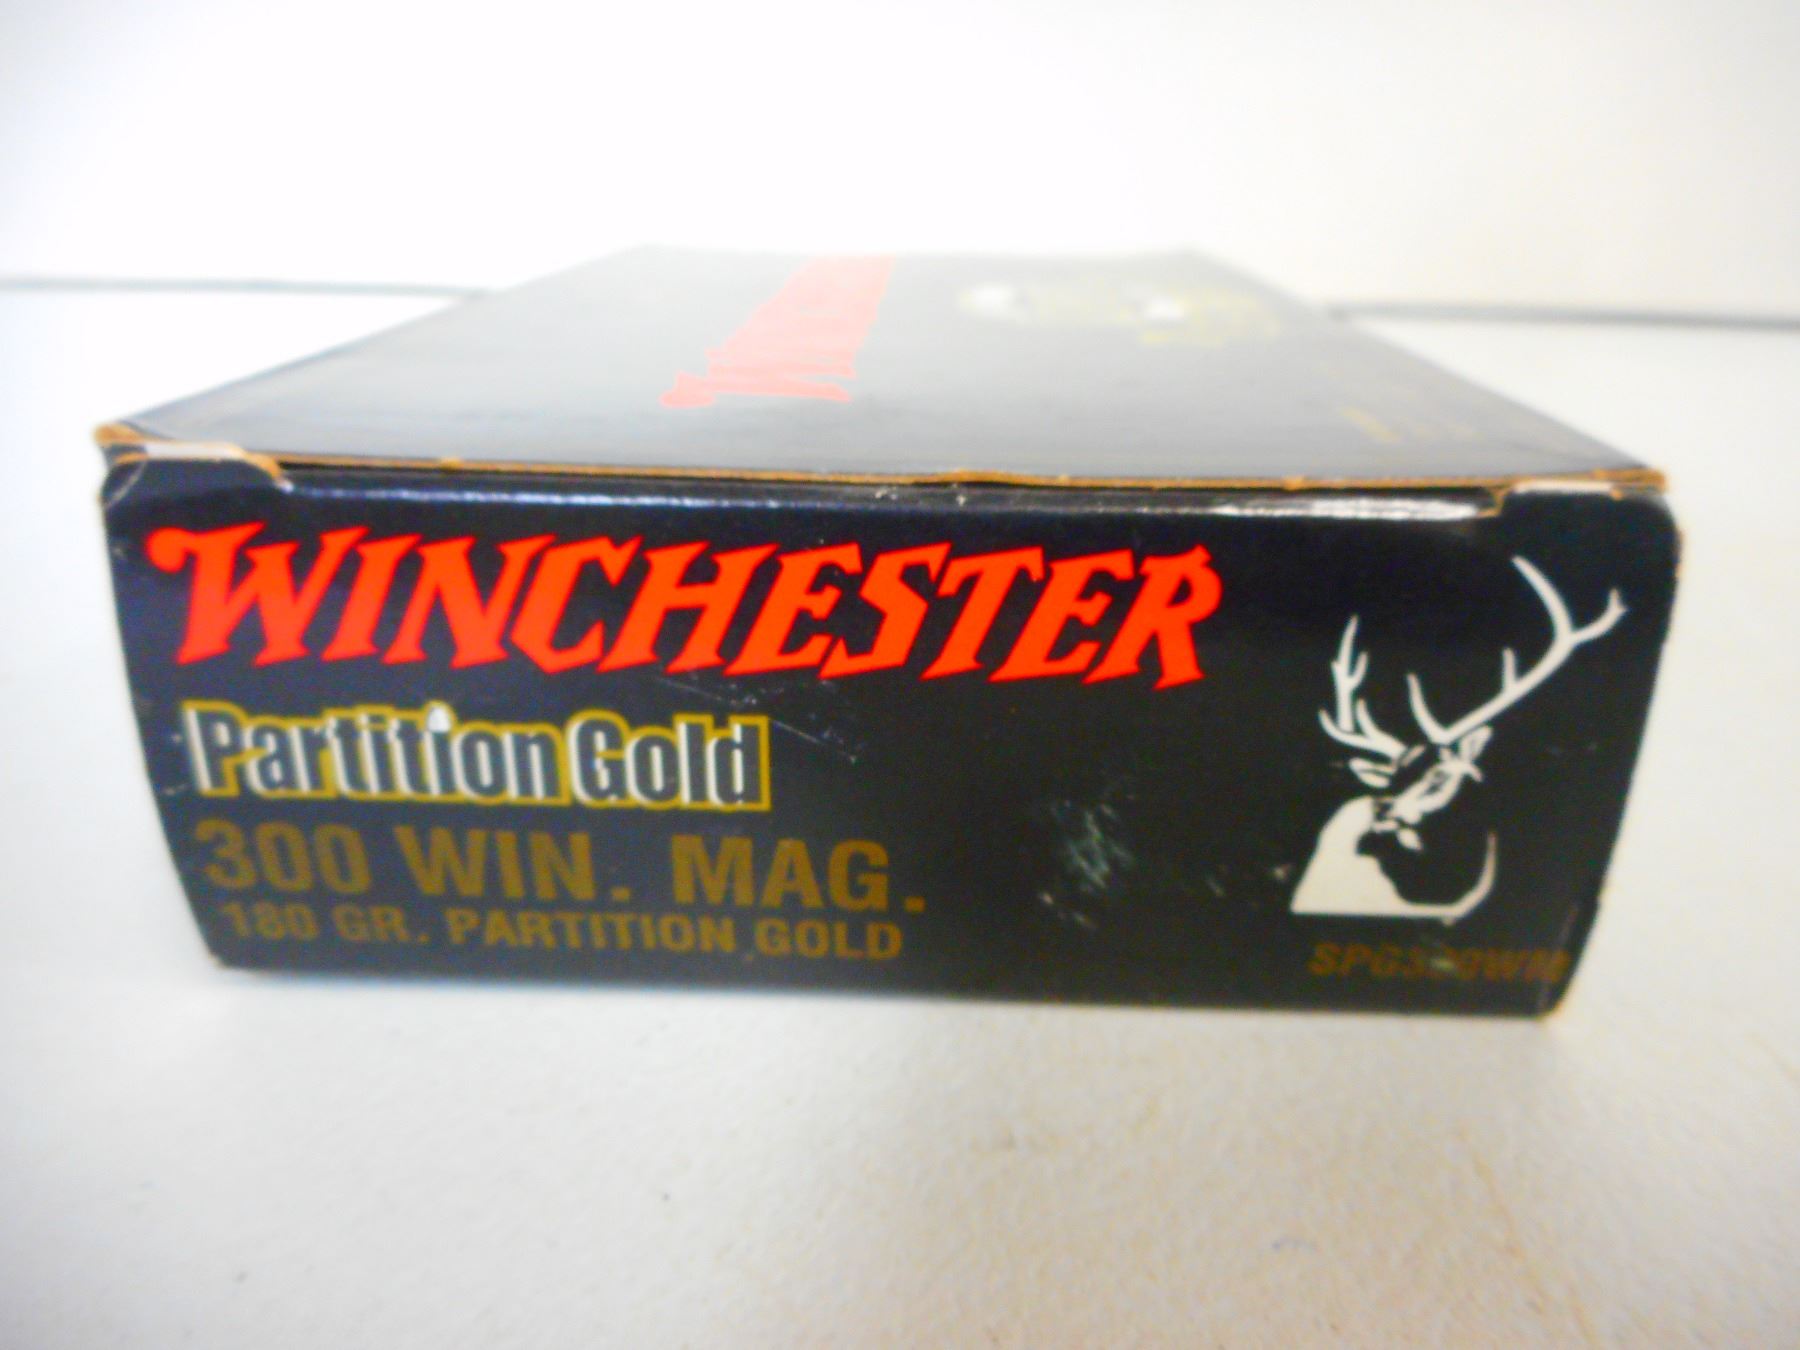 WINCHESTER
Partition Gold
300 WIN. MAG.
180 GR. PARTITION GOLD